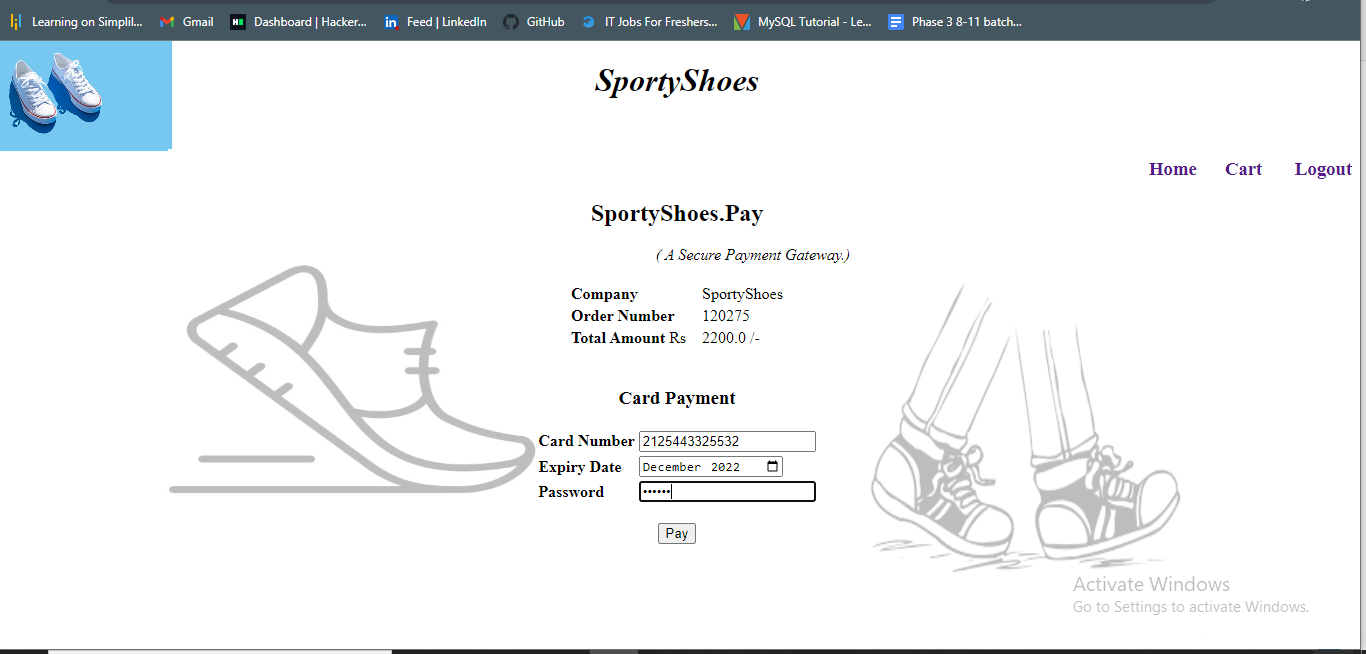 Learning on Simplil... Gmail Dashboard | Hacker... in Feed | LinkedIn GitHub IT Jobs For Freshers... MySQL Tutorial - Le... Phase 3 8-11 batch...
SportyShoes
Home Cart Logout
SportyShoes.Pay
( A Secure Payment Gateway.)
Company SportyShoes
Order Number 120275
Total Amount Rs 2200.0 /-
Card Payment
Card Number 2125443325532
Expiry Date December 2022
Password ••••••
Pay
Activate Windows
Go to Settings to activate Windows.